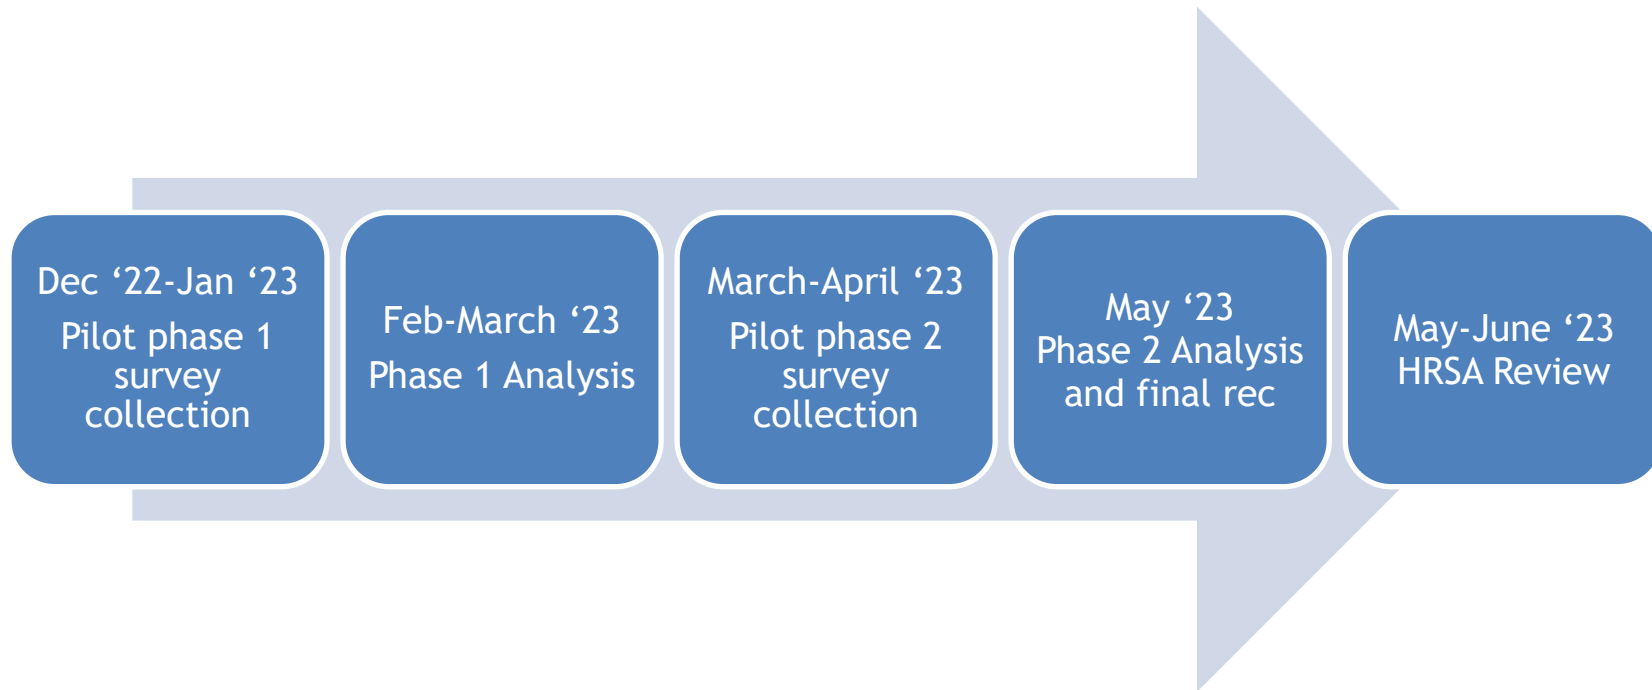 Dec ‘22-Jan ‘23
Pilot phase 1
survey
collection
Feb-March ‘23
Phase 1 Analysis
March-April ‘23
Pilot phase 2
survey
collection
May ‘23
Phase 2 Analysis
and final rec
May-June ‘23
HRSA Review